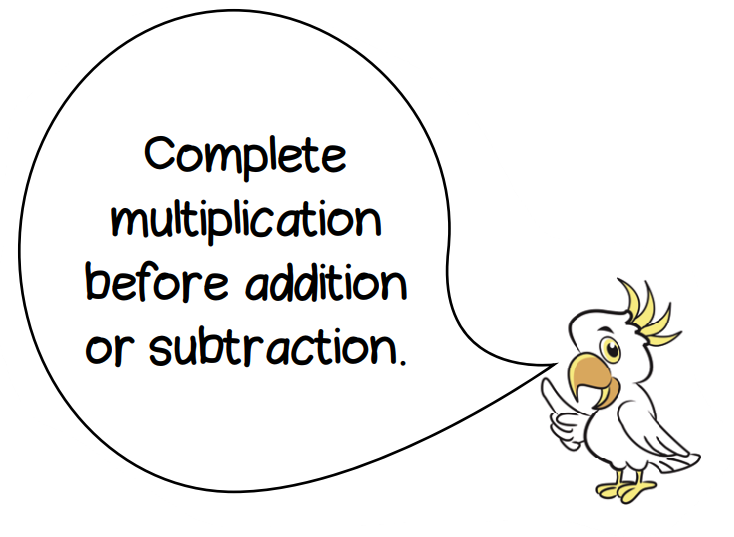 Complete
multiplication
before addition
or subtraction.